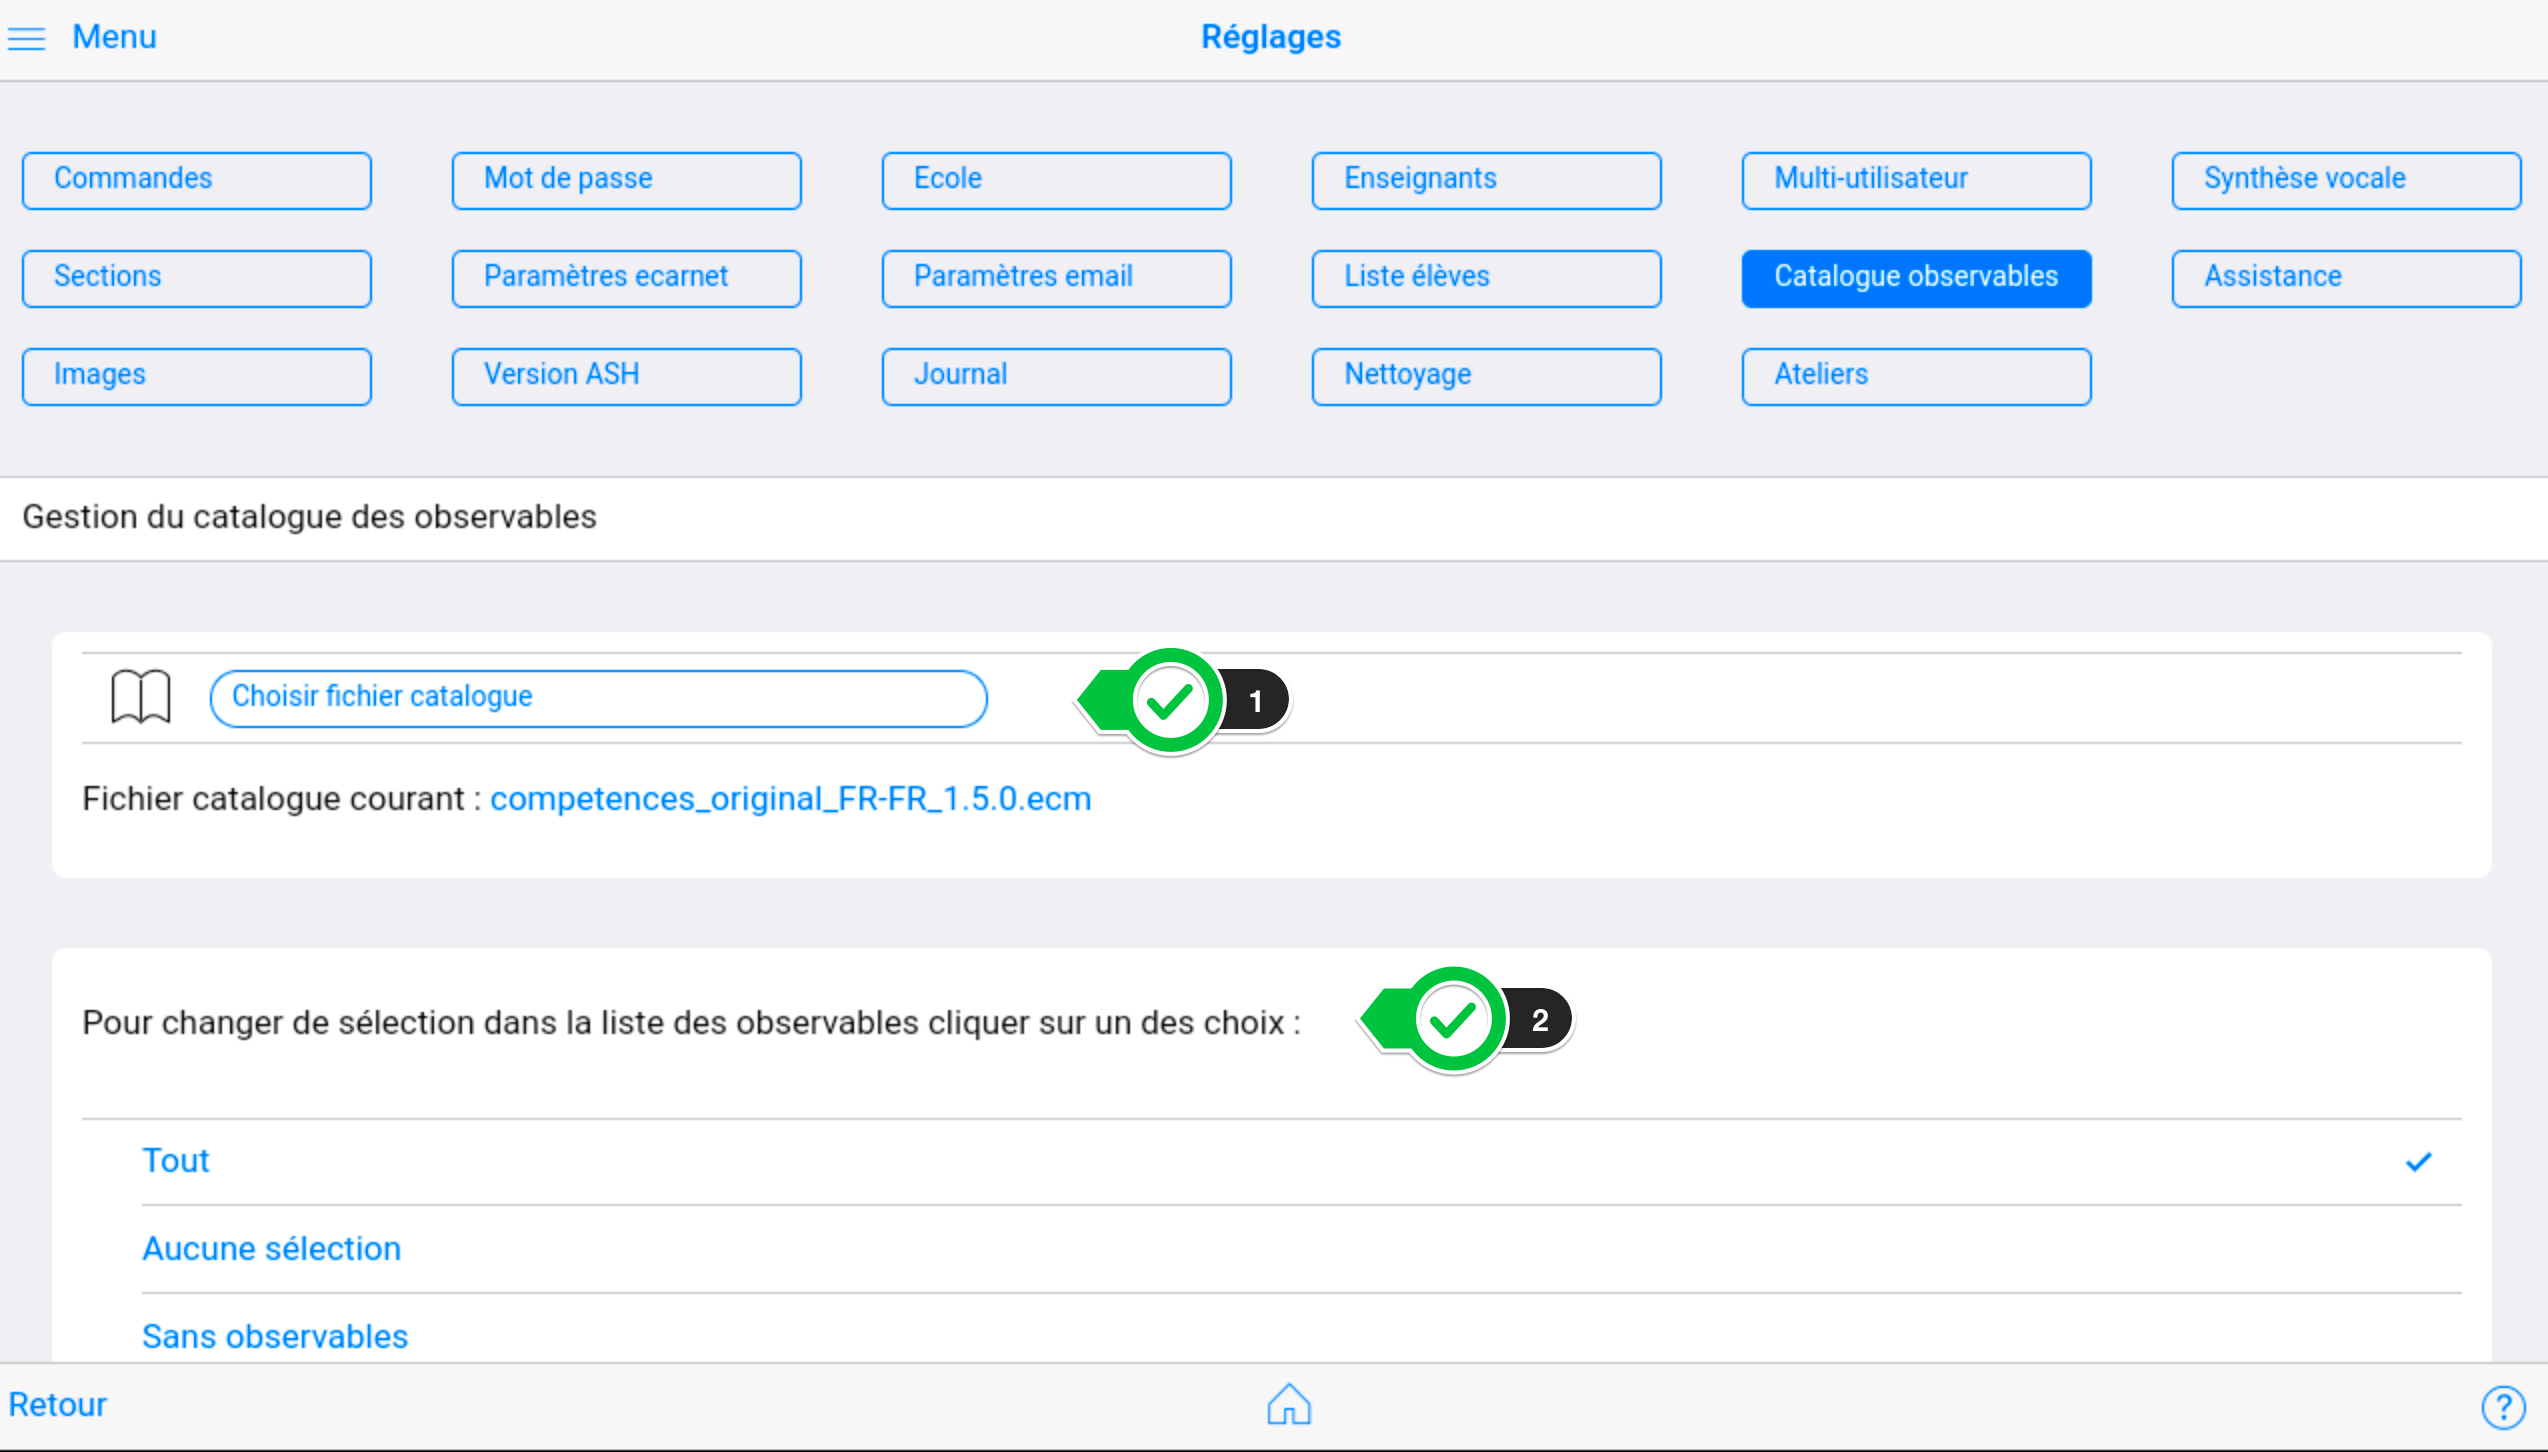 Menu
Réglages
Commandes
Mot de passe
Ecole
Enseignants
Multi-utilisateur
Synthèse vocale
Sections
Paramètres ecarnet
Paramètres email
Liste élèves
Catalogue observables
Assistance
Images
Version ASH
Journal
Nettoyage
Ateliers
Gestion du catalogue des observables
Choisir fichier catalogue
1
Fichier catalogue courant : competences_original_FR-FR_1.5.0.ecm
Pour changer de sélection dans la liste des observables cliquer sur un des choix :
2
Tout
Aucune sélection
Sans observables
Retour
?